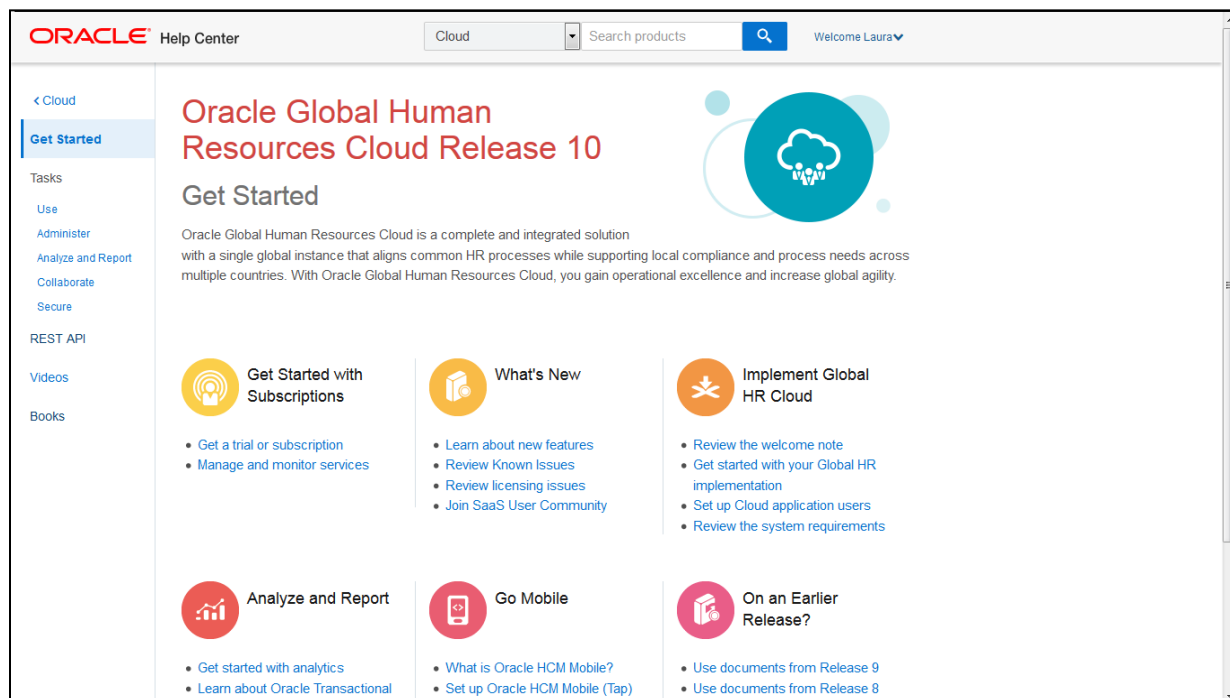 ORACLE® Help Center
Cloud
Search products
Welcome Laura
Cloud
Get Started
Tasks
Use
Administer
Analyze and Report
Collaborate
Secure
REST API
Videos
Books
Oracle Global Human
Resources Cloud Release 10
Get Started
Oracle Global Human Resources Cloud is a complete and integrated solution
with a single global instance that aligns common HR processes while supporting local compliance and process needs across
multiple countries. With Oracle Global Human Resources Cloud, you gain operational excellence and increase global agility.
Get Started with
Subscriptions
• Get a trial or subscription
• Manage and monitor services
What's New
• Learn about new features
• Review Known Issues
• Review licensing issues
• Join SaaS User Community
Implement Global
HR Cloud
• Review the welcome note
• Get started with your Global HR
implementation
• Set up Cloud application users
• Review the system requirements
Analyze and Report
• Get started with analytics
• Learn about Oracle Transactional
Go Mobile
• What is Oracle HCM Mobile?
• Set up Oracle HCM Mobile (Tap)
On an Earlier
Release?
• Use documents from Release 9
• Use documents from Release 8